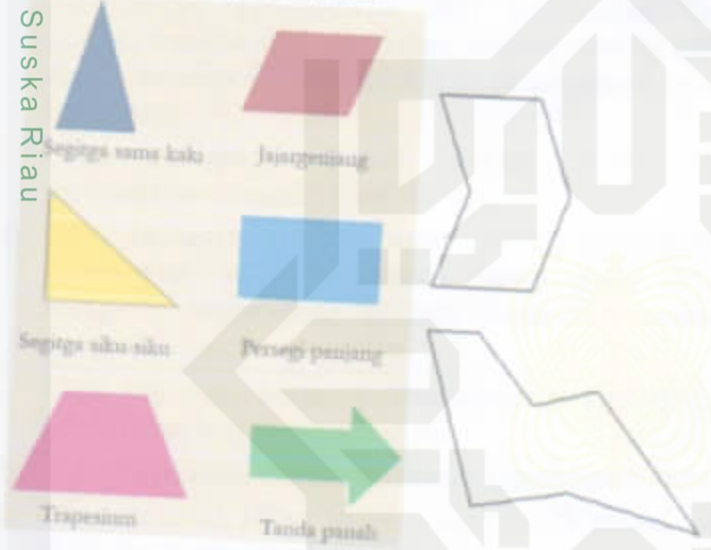 Suska Riau
Segitga sama kaki
Jajargenjang
Segitga siku-siku
Persegi panjang
Trapesium
Tanda panah